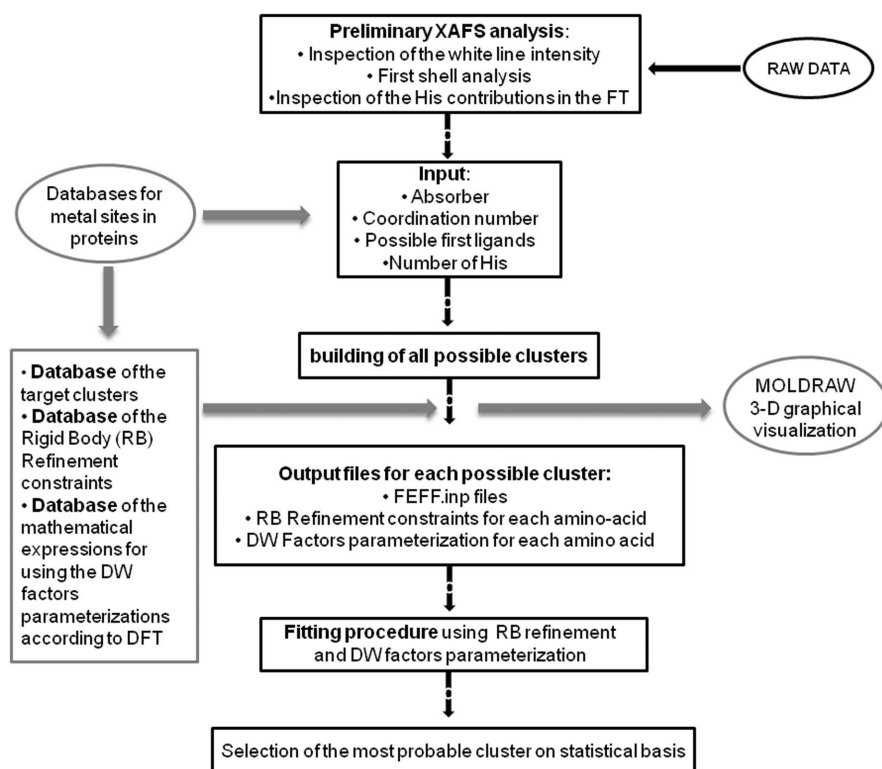 Preliminary XAFS analysis:
• Inspection of the white line intensity
• First shell analysis
•Inspection of the His contributions in the FT
RAW DATA
Input:
• Absorber
• Coordination number
• Possible first ligands
•Number of His
Databases for
metal sites in
proteins
building of all possible clusters
• Database of the
target clusters
• Database of the
Rigid Body (RB)
Refinement
constraints
• Database of the
mathematical
expressions for
using the DW
factors
parameterizations
according to DFT
MOLDRAW
3-D graphical
visualization
Output files for each possible cluster:
• FEFF.inp files
• RB Refinement constraints for each amino-acid
• DW Factors parameterization for each amino acid
Fitting procedure using RB refinement
and DW factors parameterization
Selection of the most probable cluster on statistical basis